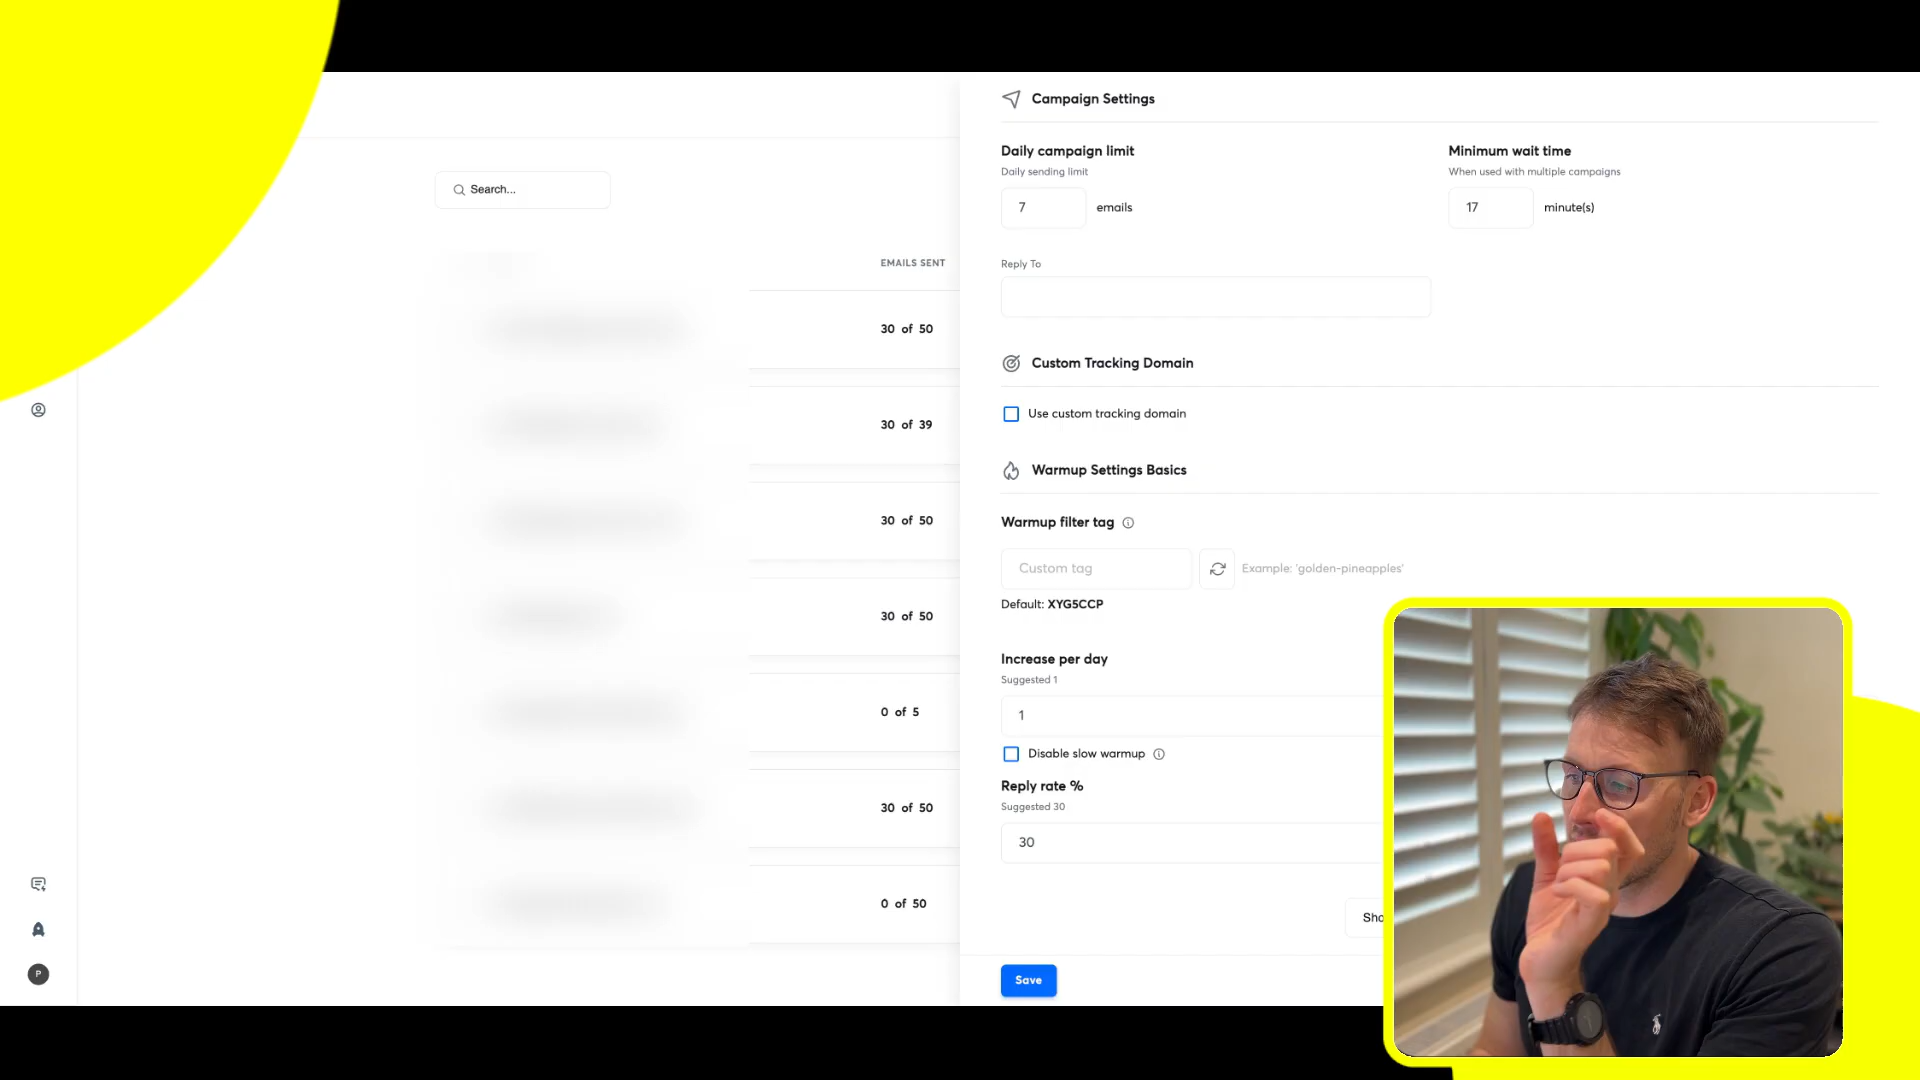 Search...
EMAILS SENT
30 of 50
30 of 39
30 of 50
30 of 50
0 of 5
30 of 50
0 of 50
P
Campaign Settings
Daily campaign limit
Daily sending limit
7 emails
Minimum wait time
When used with multiple campaigns
17 minute(s)
Reply To
Custom Tracking Domain
Use custom tracking domain
Warmup Settings Basics
Warmup filter tag
Custom tag
Example: 'golden-pineapples'
Default: XYG5CCP
Increase per day
Suggested 1
1
Disable slow warmup
Reply rate %
Suggested 30
30
Sho
Save